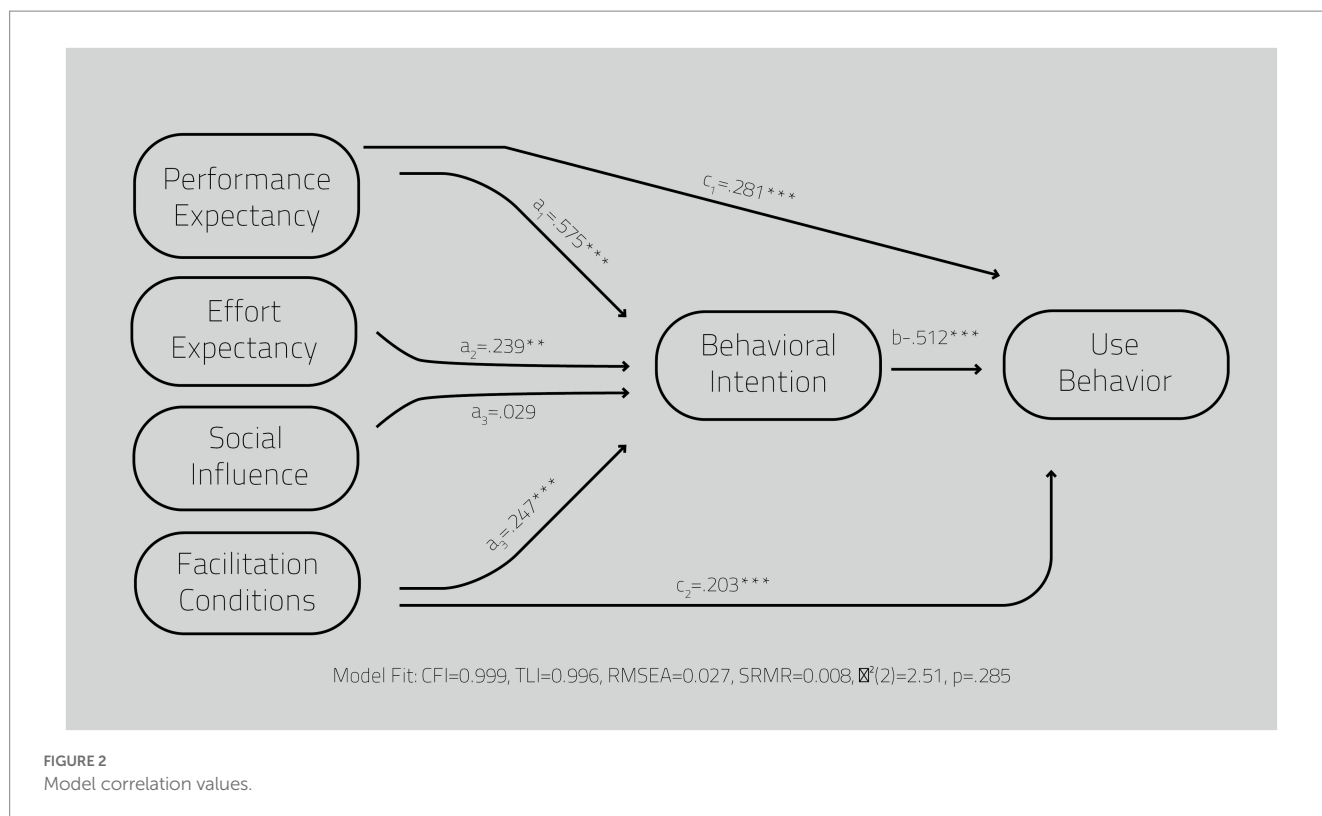 Performance
Expectancy
c₁=.281***
a₁=.575***
Effort
Expectancy
a₂=.239**
Behavioral
Intention
b-.512***
Use
Behavior
a₃=.029
Social
Influence
a₃=.247***
Facilitation
Conditions
c₂=.203***
Model Fit: CFI=0.999, TLI=0.996, RMSEA=0.027, SRMR=0.008, ²(2)=2.51, p=.285
FIGURE 2
Model correlation values.